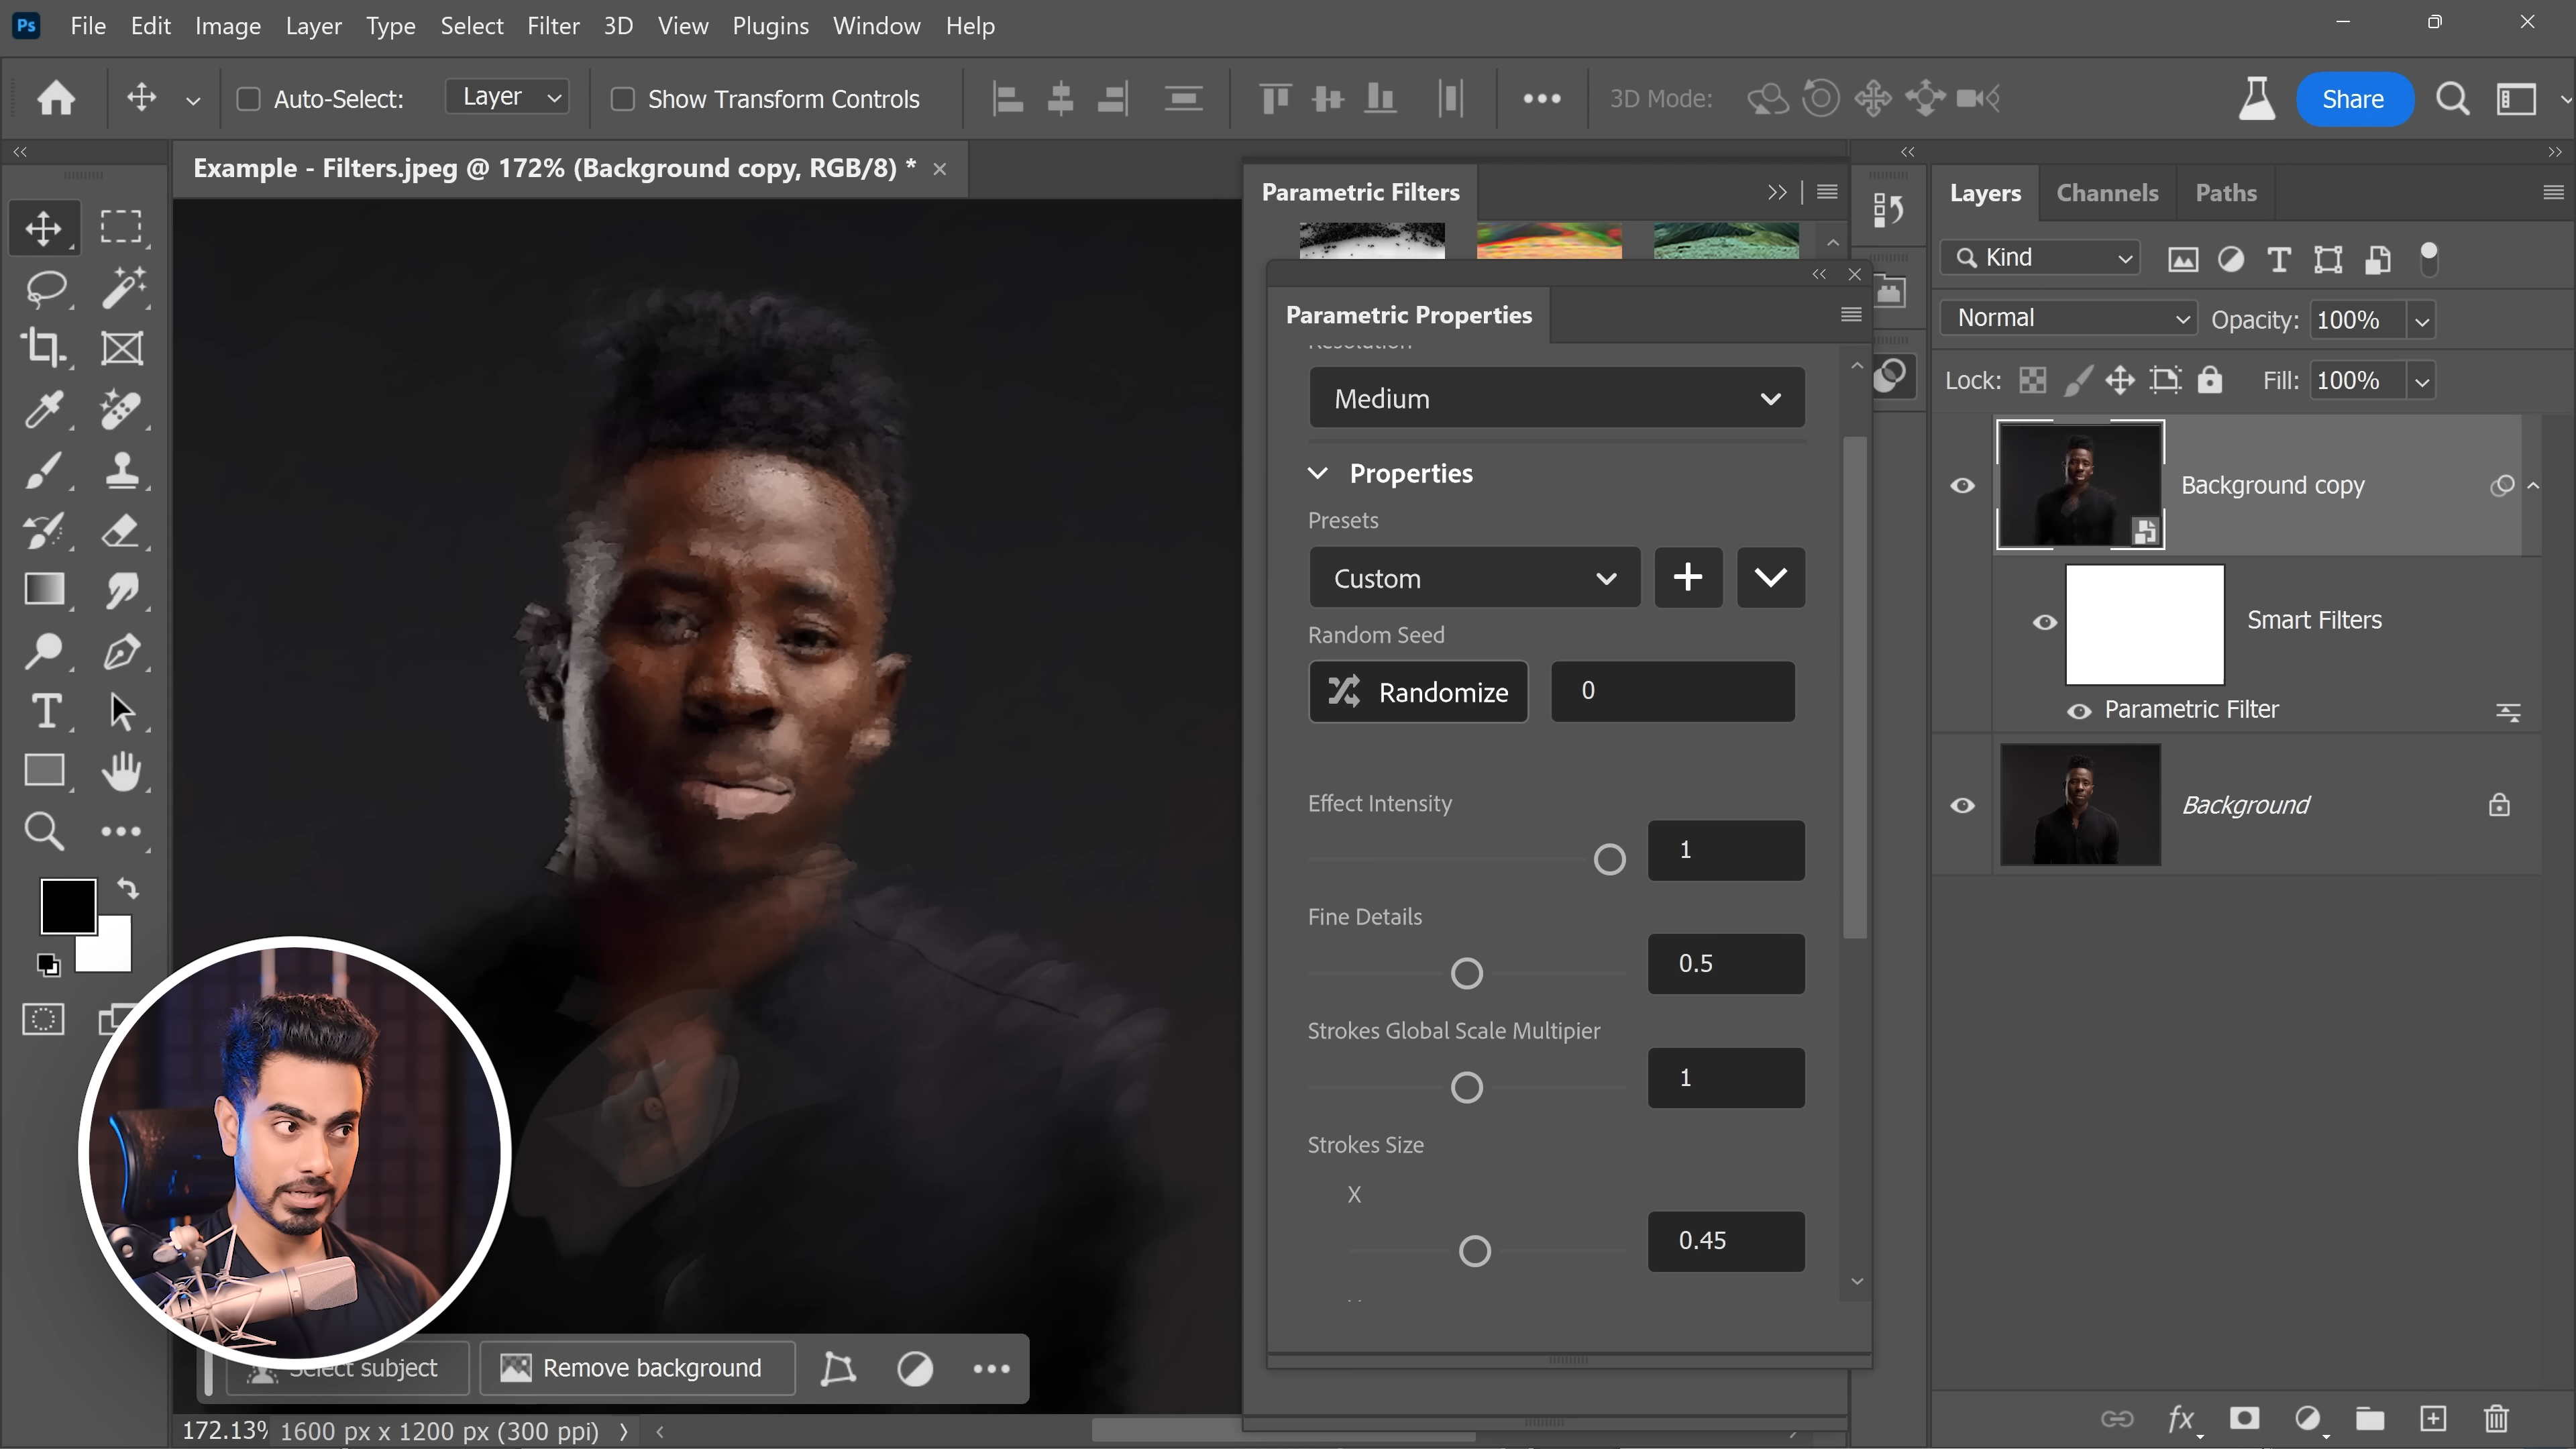 Ps File Edit Image Layer Type Select Filter 3D View Plugins Window Help
Auto-Select: Layer Show Transform Controls 3D Mode: Share
Example - Filters.jpeg @ 172% (Background copy, RGB/8) *
Parametric Filters
Parametric Properties
Resolution
Medium
Properties
Presets
Custom
Random Seed
Randomize 0
Effect Intensity
1
Fine Details
0.5
Strokes Global Scale Multipier
1
Strokes Size
X
0.45
Layers Channels Paths
Kind
Normal Opacity: 100%
Lock: Fill: 100%
Background copy
Smart Filters
Parametric Filter
Background
Select subject Remove background
172.13% 1600 px x 1200 px (300 ppi)
fx